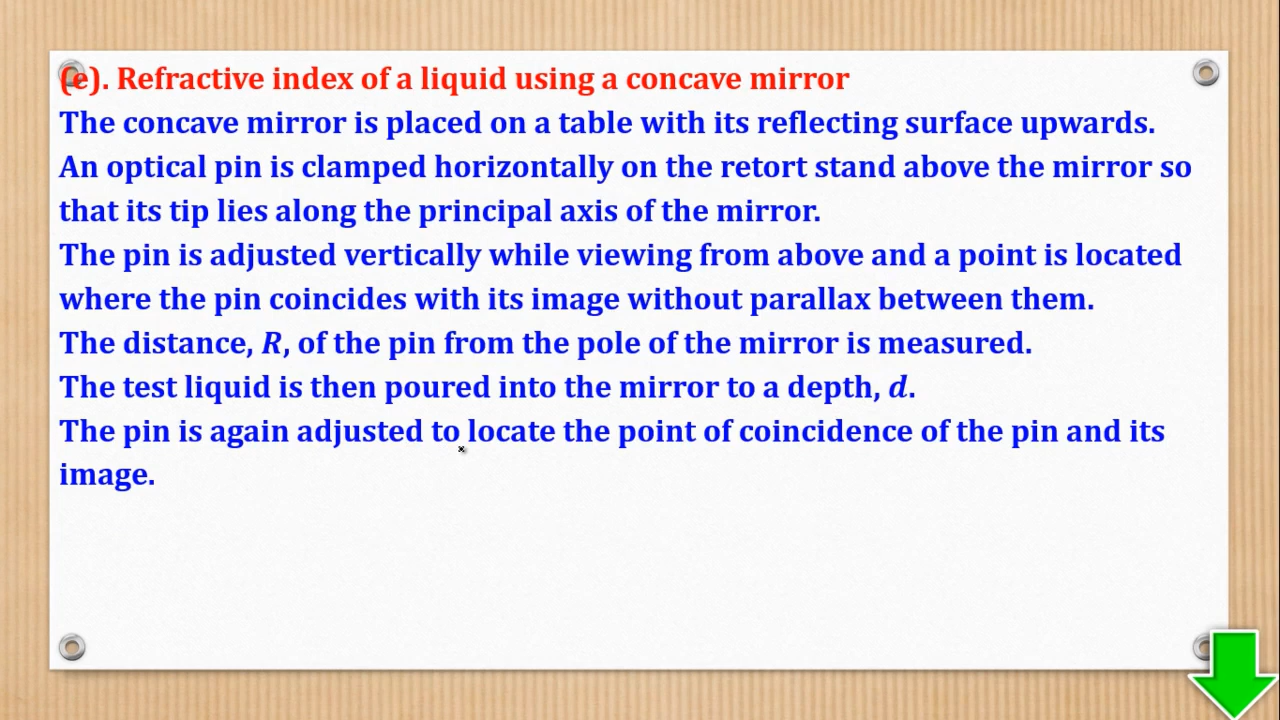 (e). Refractive index of a liquid using a concave mirror
The concave mirror is placed on a table with its reflecting surface upwards.
An optical pin is clamped horizontally on the retort stand above the mirror so
that its tip lies along the principal axis of the mirror.
The pin is adjusted vertically while viewing from above and a point is located
where the pin coincides with its image without parallax between them.
The distance, R, of the pin from the pole of the mirror is measured.
The test liquid is then poured into the mirror to a depth, d.
The pin is again adjusted to locate the point of coincidence of the pin and its
image.